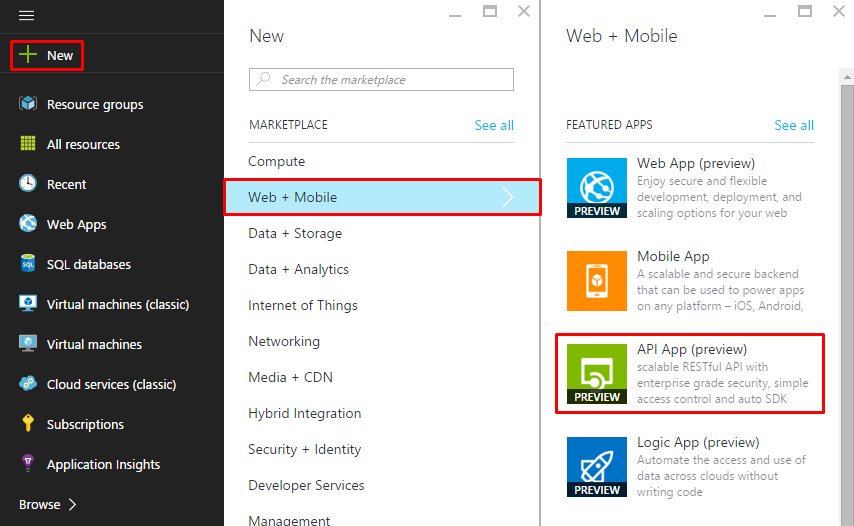 New
Resource groups
All resources
Recent
Web Apps
SQL
SQL databases
Virtual machines (classic)
Virtual machines
Cloud services (classic)
Subscriptions
Application Insights
Browse
New
Search the marketplace
MARKETPLACE
See all
Compute
Web + Mobile
Data + Storage
Data + Analytics
Internet of Things
Networking
Media + CDN
Hybrid Integration
Security + Identity
Developer Services
Management
Web + Mobile
FEATURED APPS
See all
Web App (preview)
Enjoy secure and flexible
development, deployment, and
scaling options for your web
PREVIEW
Mobile App
A scalable and secure backend
that can be used to power apps
on any platform – iOS, Android,
API App (preview)
scalable RESTful API with
enterprise grade security, simple
access control and auto SDK
PREVIEW
Logic App (preview)
Automate the access and use of
data across clouds without
writing code
PREVIEW